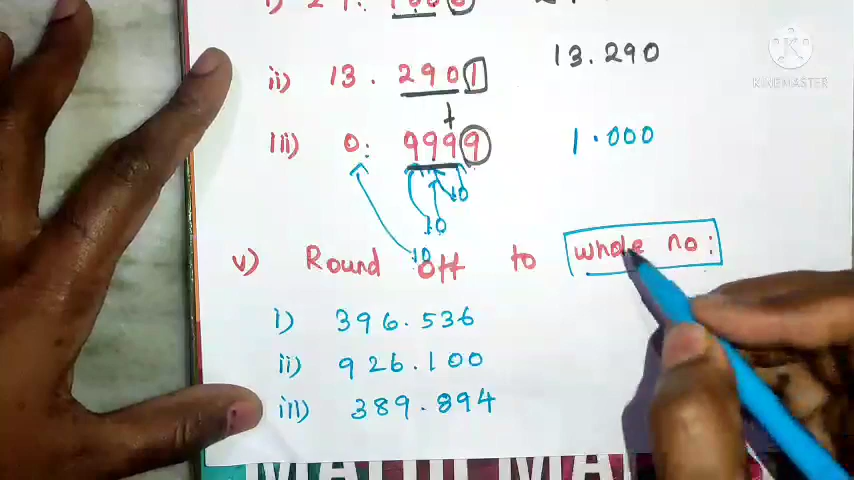 ii) 13.2901 13.290
iii) 0.9999 1.000
10
10
10
v) Round off to whole no:
i) 396.536
ii) 926.100
iii) 389.894
KINEMASTER